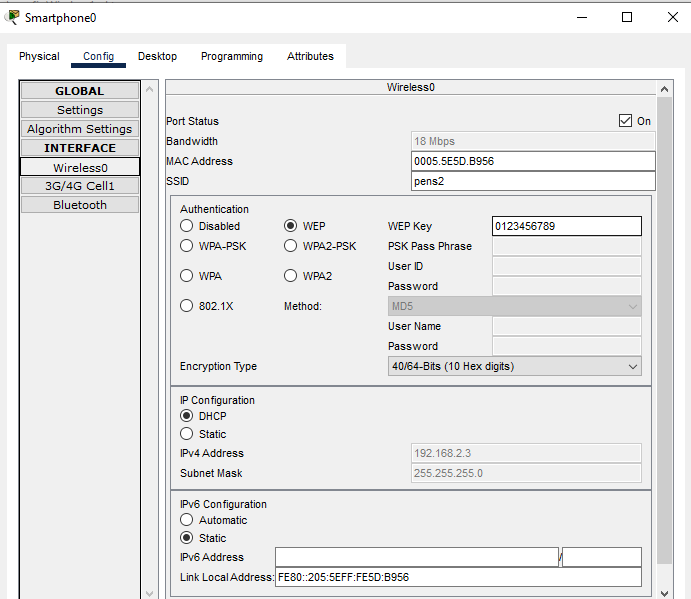 Smartphone0
Physical Config Desktop Programming Attributes
GLOBAL
Settings
Algorithm Settings
INTERFACE
Wireless0
3G/4G Cell1
Bluetooth
Wireless0
Port Status On
Bandwidth 18 Mbps
MAC Address 0005.5E5D.B956
SSID pens2
Authentication
Disabled WEP WEP Key 0123456789
WPA-PSK WPA2-PSK PSK Pass Phrase
User ID
WPA WPA2
Password
802.1X Method: MD5
User Name
Password
Encryption Type 40/64-Bits (10 Hex digits)
IP Configuration
DHCP
Static
IPv4 Address 192.168.2.3
Subnet Mask 255.255.255.0
IPv6 Configuration
Automatic
Static
IPv6 Address /
Link Local Address: FE80::205:5EFF:FE5D:B956